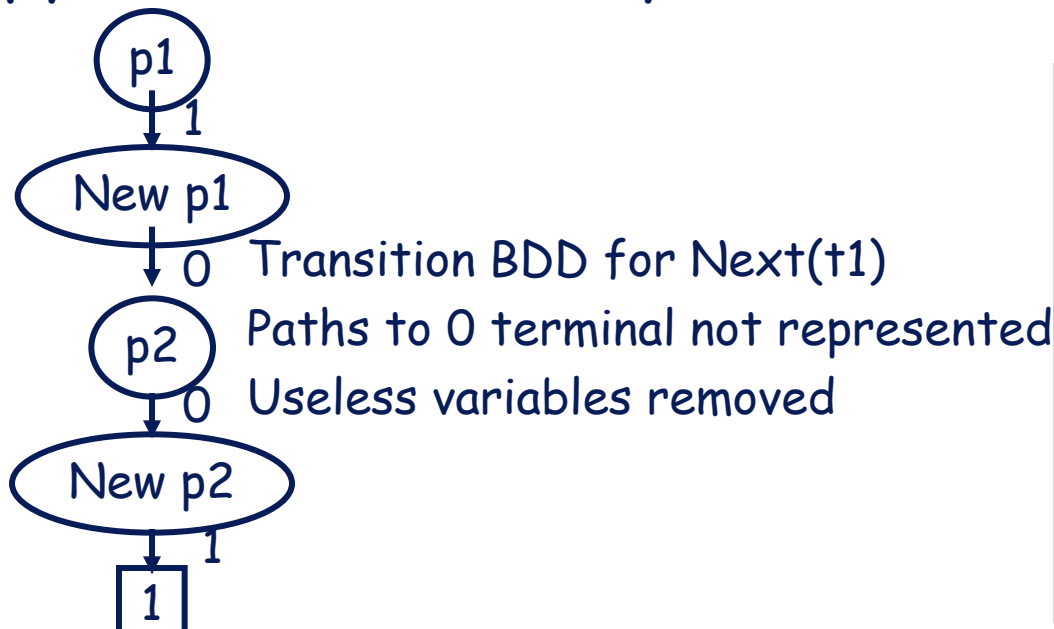 p1
1
New p1
0
Transition BDD for Next(t1)
p2
Paths to 0 terminal not represented
0
Useless variables removed
New p2
1
1